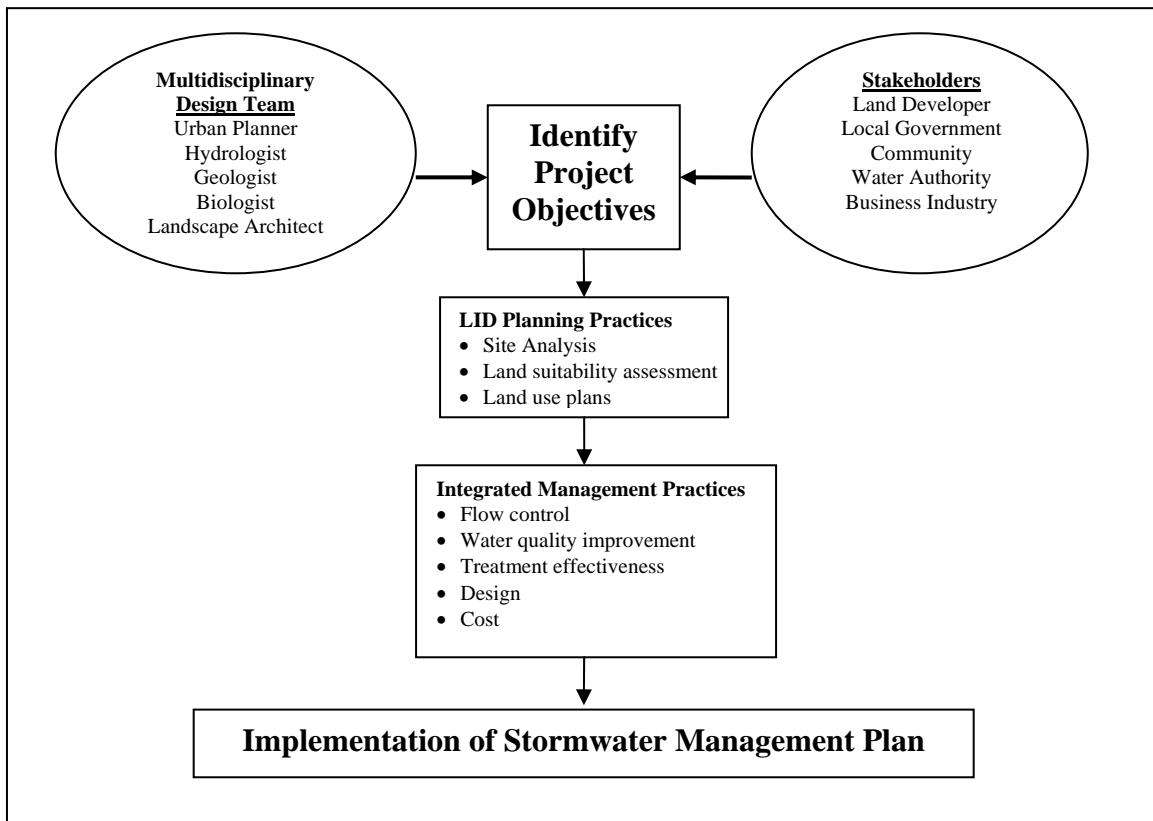 Multidisciplinary
Design Team
Urban Planner
Hydrologist
Geologist
Biologist
Landscape Architect
Identify
Project
Objectives
Stakeholders
Land Developer
Local Government
Community
Water Authority
Business Industry
LID Planning Practices
• Site Analysis
• Land suitability assessment
• Land use plans
Integrated Management Practices
• Flow control
• Water quality improvement
• Treatment effectiveness
• Design
• Cost
Implementation of Stormwater Management Plan